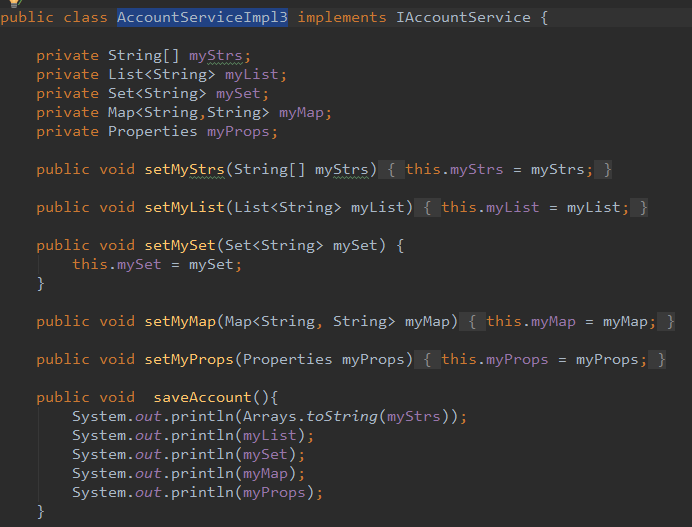 public class AccountServiceImpl3 implements IAccountService {
private String[] myStrs;
private List<String> myList;
private Set<String> mySet;
private Map<String,String> myMap;
private Properties myProps;
public void setMyStrs(String[] myStrs) { this.myStrs = myStrs; }
public void setMyList(List<String> myList) { this.myList = myList; }
public void setMySet(Set<String> mySet) {
this.mySet = mySet;
}
public void setMyMap(Map<String, String> myMap) { this.myMap = myMap; }
public void setMyProps(Properties myProps) { this.myProps = myProps; }
public void  saveAccount(){
System.out.println(Arrays.toString(myStrs));
System.out.println(myList);
System.out.println(mySet);
System.out.println(myMap);
System.out.println(myProps);
}